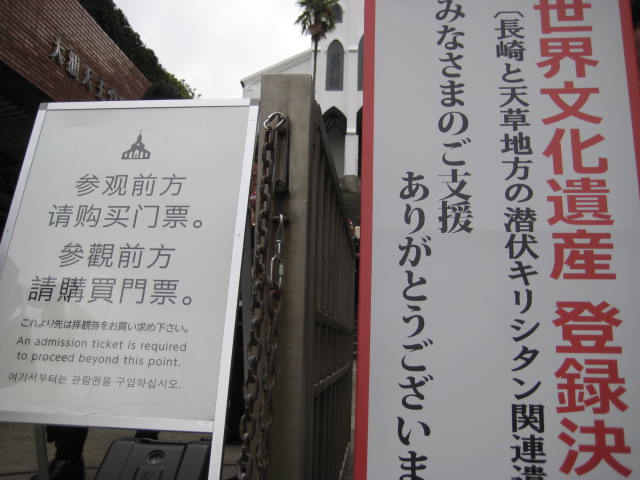 参观前方
请购买门票。
參觀前方
請購買門票。
これより先は拝観券をお買い求め下さい。
An admission ticket is required
to proceed beyond this point.
여기서부터는 관람권을 구입하십시오.
世界文化遺産 登録決
〔長崎と天草地方の潜伏キリシタン関連遺
みなさまのご支援
ありがとうございま